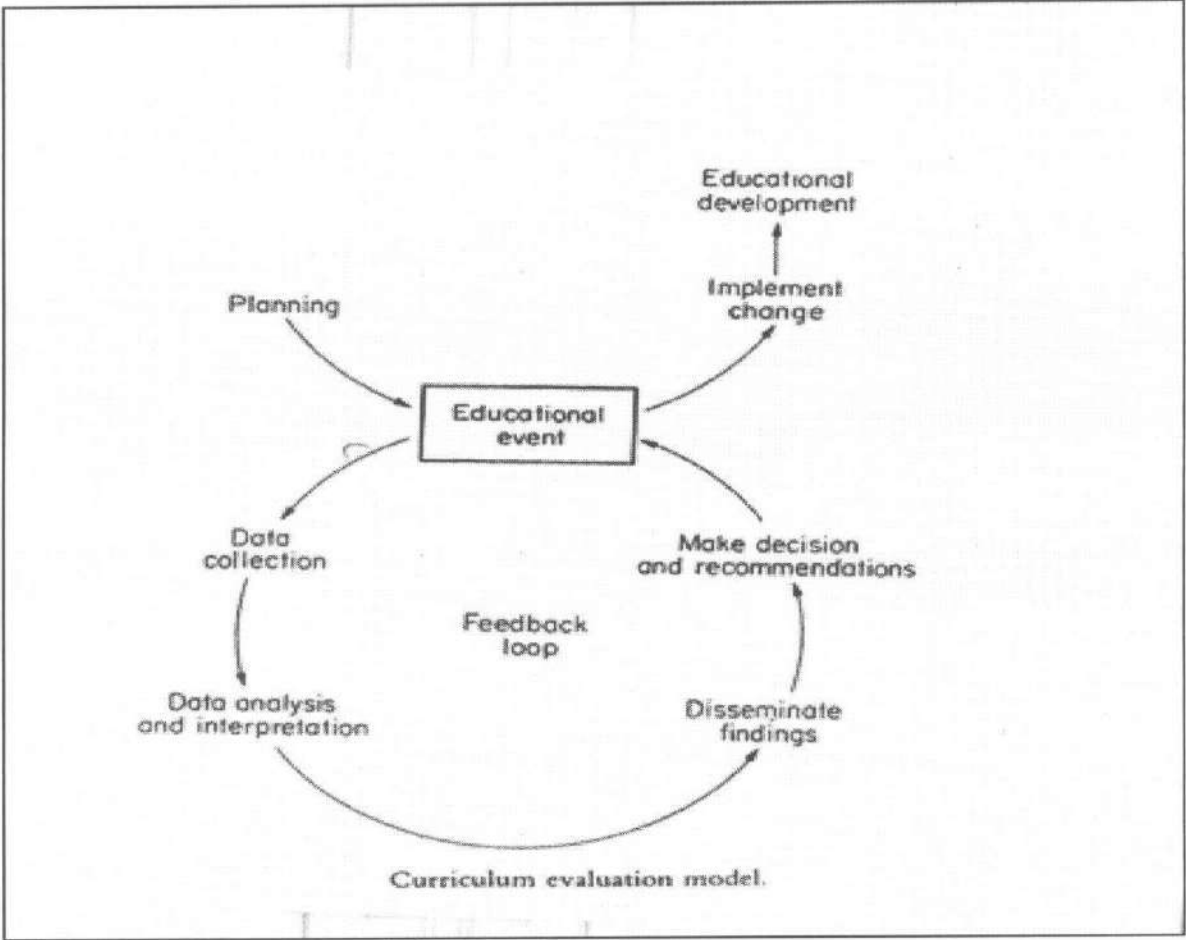 Educational
development
Implement
change
Planning
Educational
event
Data
collection
Make decision
and recommendations
Feedback
loop
Data analysis
and interpretation
Disseminate
findings
Curriculum evaluation model.